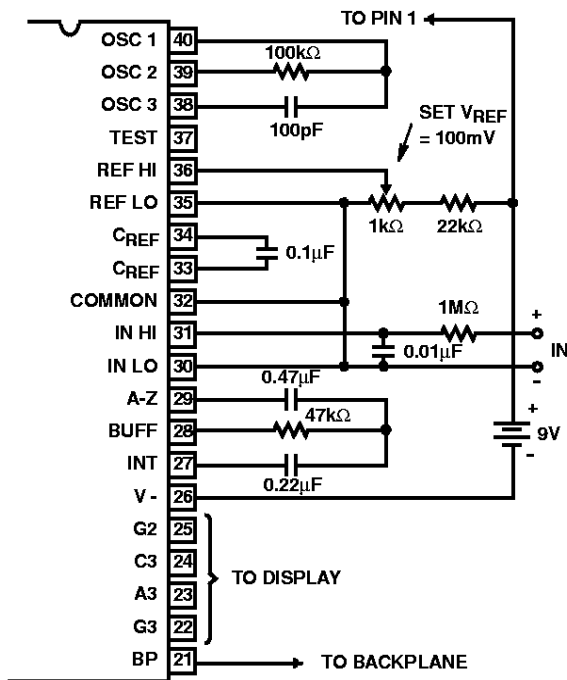 TO PIN 1
OSC 1 40
100kΩ
OSC 2 39
OSC 3 38
100pF
SET VREF
= 100mV
TEST 37
REF HI 36
REF LO 35
1kΩ 22kΩ
CREF 34
0.1µF
CREF 33
COMMON 32
1MΩ
+
IN HI 31
0.01µF
IN
IN LO 30
-
0.47µF
A-Z 29
47kΩ
BUFF 28
+
9V
-
INT 27
0.22µF
V - 26
G2 25
C3 24
TO DISPLAY
A3 23
G3 22
BP 21
TO BACKPLANE